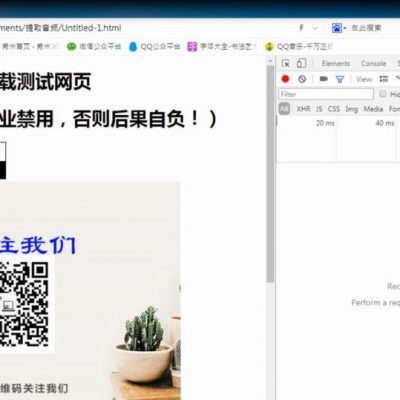 ments/提取音频/Untitled-1.html
在此搜索
秀米首页 - 秀米
微信公众平台
QQ公众平台
字体大全-书法艺
QQ音乐-千万正版
Elements Console
View:
Filter
Hid
All XHR JS CSS Img Media Fon
20 ms 40 ms
载测试网页
业禁用，否则后果自负！）
注我们
Rec
Perform a req
维码关注我们